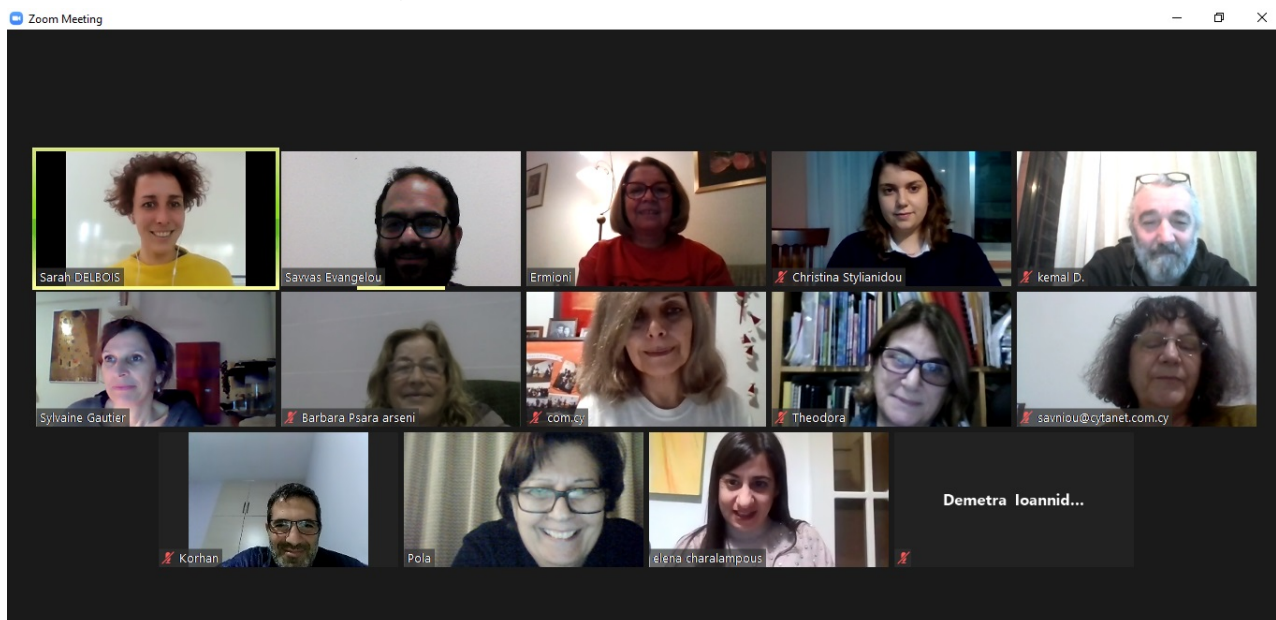 Zoom Meeting
Sarah DELBOIS
Savvas Evangelou
Ermioni
Christina Stylianidou
kemal D.
Sylvaine Gautier
Barbara Psara arseni
com.cy
Theodora
savniou@cytanet.com.cy
Korhan
Pola
elena charalampous
Demetra Ioannid...